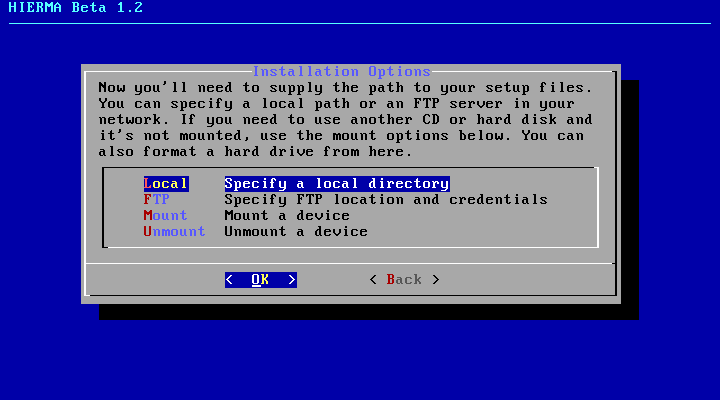 HIERMA Beta 1.2
Installation Options
Now you'll need to supply the path to your setup files.
You can specify a local path or an FTP server in your
network. If you need to use another CD or hard disk and
it's not mounted, use the mount options below. You can
also format a hard drive from here.
Local Specify a local directory
FTP Specify FTP location and credentials
Mount Mount a device
Unmount Unmount a device
< OK > < Back >